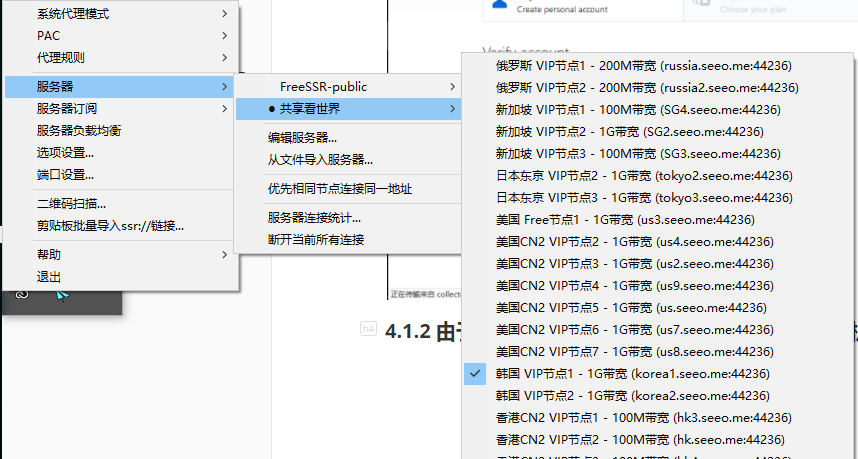 系统代理模式
PAC
代理规则
服务器
服务器订阅
服务器负载均衡
选项设置...
端口设置...
二维码扫描...
剪贴板批量导入ssr://链接...
帮助
退出
FreeSSR-public
● 共享看世界
编辑服务器...
从文件导入服务器...
优先相同节点连接同一地址
服务器连接统计...
断开当前所有连接
Create personal account
Choose your plan
Verify account
俄罗斯 VIP节点1 - 200M带宽 (russia.seeo.me:44236)
俄罗斯 VIP节点2 - 200M带宽 (russia2.seeo.me:44236)
新加坡 VIP节点1 - 100M带宽 (SG4.seeo.me:44236)
新加坡 VIP节点2 - 1G带宽 (SG2.seeo.me:44236)
新加坡 VIP节点3 - 100M带宽 (SG3.seeo.me:44236)
日本东京 VIP节点2 - 1G带宽 (tokyo2.seeo.me:44236)
日本东京 VIP节点3 - 1G带宽 (tokyo3.seeo.me:44236)
美国 Free节点1 - 1G带宽 (us3.seeo.me:44236)
美国CN2 VIP节点2 - 1G带宽 (us4.seeo.me:44236)
美国CN2 VIP节点3 - 1G带宽 (us2.seeo.me:44236)
美国CN2 VIP节点4 - 1G带宽 (us9.seeo.me:44236)
美国CN2 VIP节点5 - 1G带宽 (us.seeo.me:44236)
美国CN2 VIP节点6 - 1G带宽 (us7.seeo.me:44236)
美国CN2 VIP节点7 - 1G带宽 (us8.seeo.me:44236)
韩国 VIP节点1 - 1G带宽 (korea1.seeo.me:44236)
韩国 VIP节点2 - 1G带宽 (korea2.seeo.me:44236)
香港CN2 VIP节点1 - 100M带宽 (hk3.seeo.me:44236)
香港CN2 VIP节点2 - 100M带宽 (hk.seeo.me:44236)
正在传输来自 collect
h4 4.1.2 由于